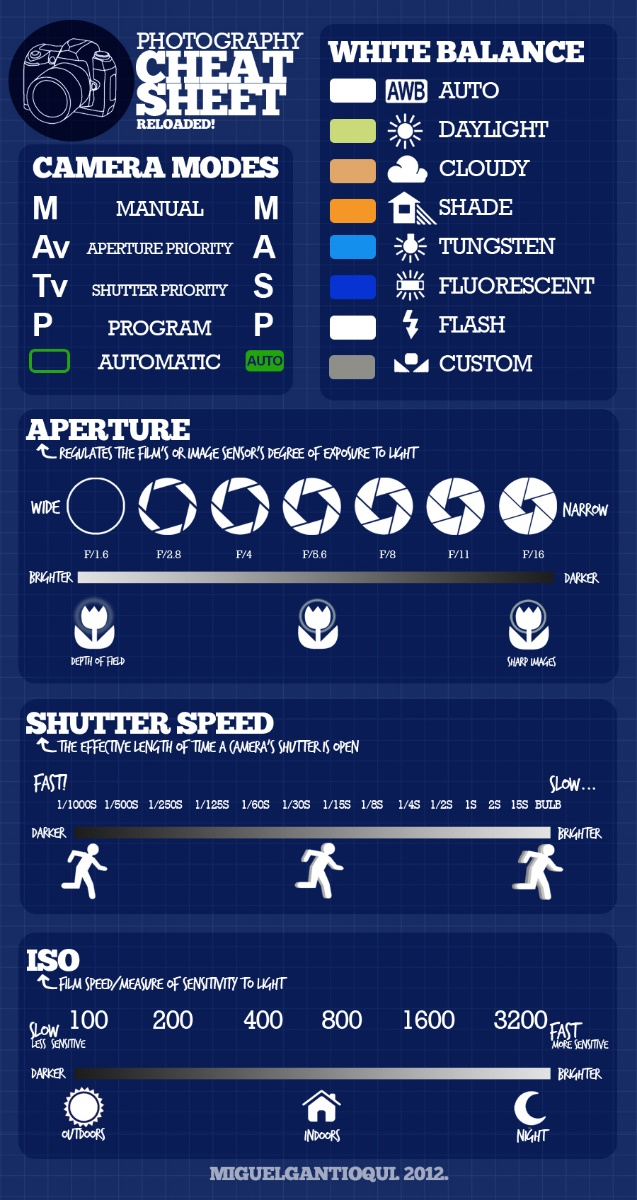 PHOTOGRAPHY
CHEAT
SHEET
RELOADED!
CAMERA MODES
M MANUAL M
Av APERTURE PRIORITY A
Tv SHUTTER PRIORITY S
P PROGRAM P
AUTOMATIC AUTO
WHITE BALANCE
AWB AUTO
DAYLIGHT
CLOUDY
SHADE
TUNGSTEN
FLUORESCENT
FLASH
CUSTOM
APERTURE
REGULATES THE FILM'S OR IMAGE SENSOR'S DEGREE OF EXPOSURE TO LIGHT
WIDE NARROW
F/1.6 F/2.8 F/4 F/5.6 F/8 F/11 F/16
BRIGHTER DARKER
DEPTH OF FIELD SHARP IMAGES
SHUTTER SPEED
THE EFFECTIVE LENGTH OF TIME A CAMERA'S SHUTTER IS OPEN
FAST! SLOW...
1/1000S 1/500S 1/250S 1/125S 1/60S 1/30S 1/15S 1/8S 1/4S 1/2S 1S 2S 15S BULB
DARKER BRIGHTER
ISO
FILM SPEED/MEASURE OF SENSITIVITY TO LIGHT
SLOW 100 200 400 800 1600 3200 FAST
LESS SENSITIVE MORE SENSITIVE
DARKER BRIGHTER
OUTDOORS INDOORS NIGHT
MIGUELGANTIOQUI. 2012.